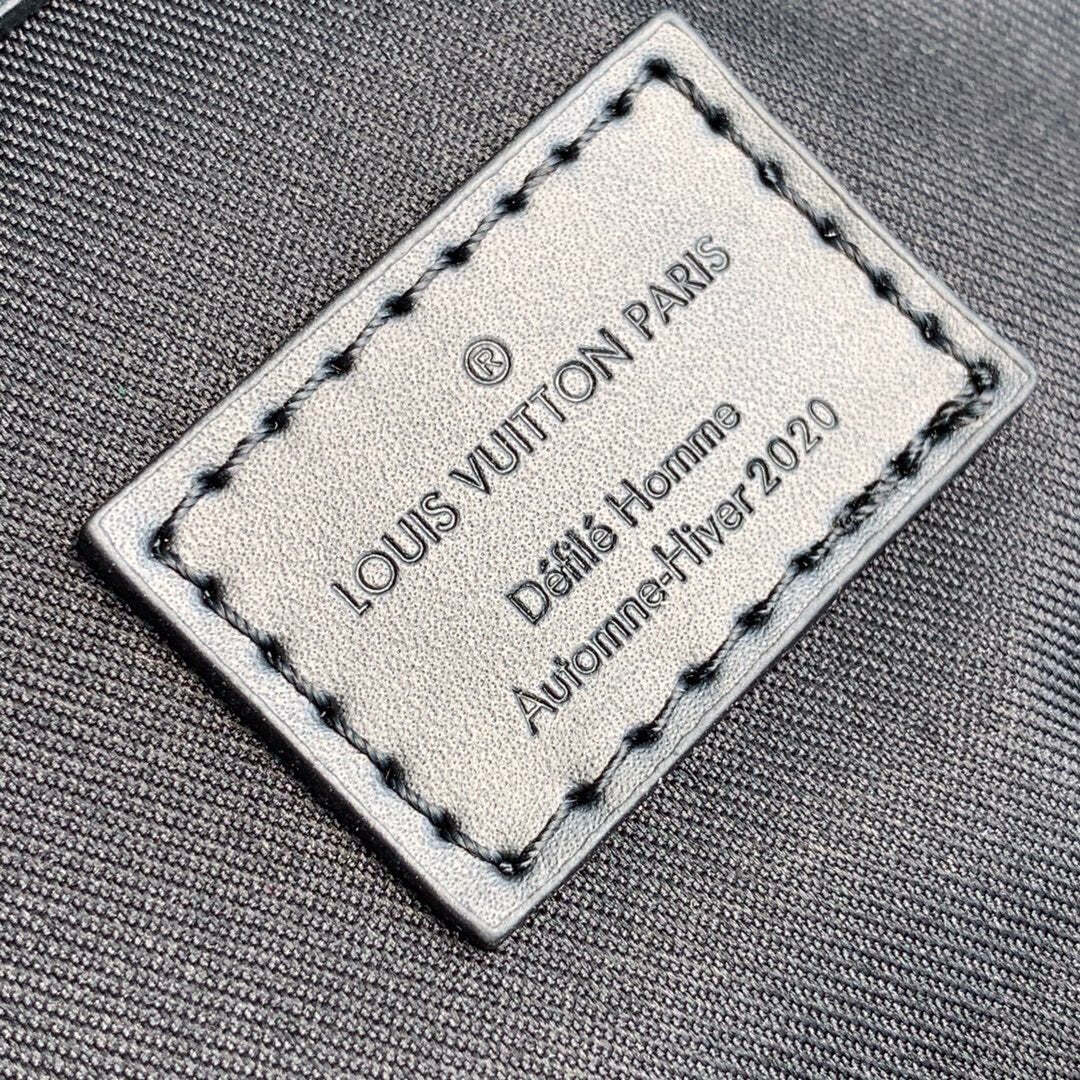 ®
LOUIS VUITTON PARIS
Défilé Homme
Automne-Hiver 2020